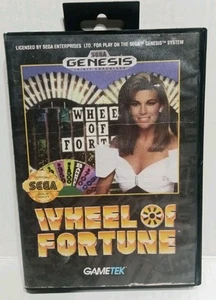 LICENSED BY SEGA ENTERPRISES LTD. FOR PLAY ON THE SEGA™ GENESIS™ SYSTEM
SEGA
GENESIS
WHEEL
OF
FORT
SEGA
WHEEL OF
FORTUNE
GAMETEK